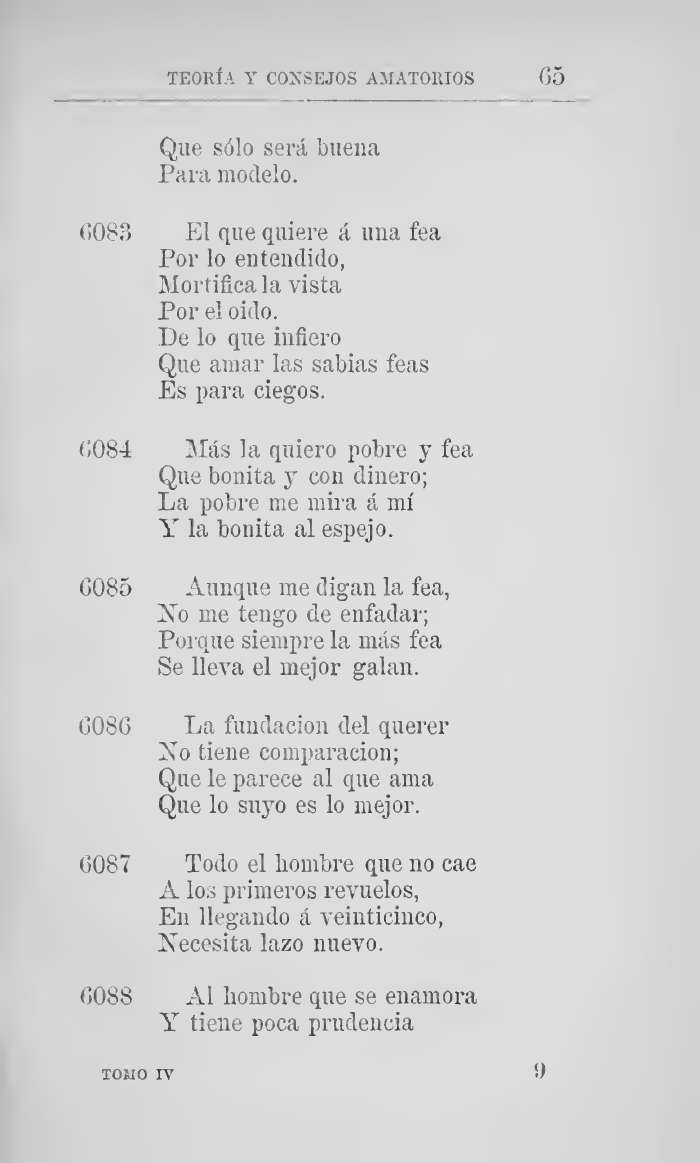 TEORÍA Y CONSEJOS AMATORIOS 65
Que sólo será buena
Para modelo.
6083 El que quiere á una fea
Por lo entendido,
Mortifica la vista
Por el oido.
De lo que infiero
Que amar las sabias feas
Es para ciegos.
6084 Más la quiero pobre y fea
Que bonita y con dinero;
La pobre me mira á mí
Y la bonita al espejo.
6085 Aunque me digan la fea,
No me tengo de enfadar;
Porque siempre la más fea
Se lleva el mejor galan.
6086 La fundacion del querer
No tiene comparacion;
Que le parece al que ama
Que lo suyo es lo mejor.
6087 Todo el hombre que no cae
A los primeros revuelos,
En llegando á veinticinco,
Necesita lazo nuevo.
6088 Al hombre que se enamora
Y tiene poca prudencia
TOMO IV 9